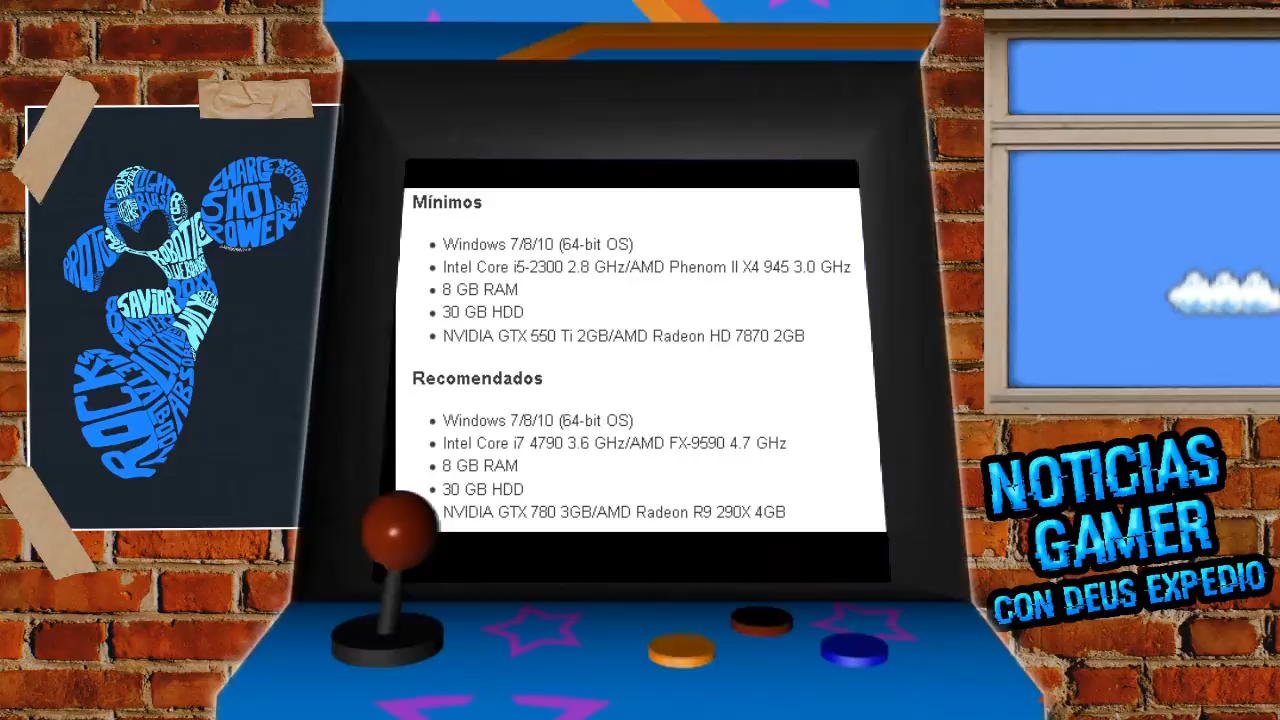 Mínimos
Windows 7/8/10 (64-bit OS)
Intel Core i5-2300 2.8 GHz/AMD Phenom II X4 945 3.0 GHz
8 GB RAM
30 GB HDD
NVIDIA GTX 550 Ti 2GB/AMD Radeon HD 7870 2GB
Recomendados
Windows 7/8/10 (64-bit OS)
Intel Core i7 4790 3.6 GHz/AMD FX-9590 4.7 GHz
8 GB RAM
30 GB HDD
NVIDIA GTX 780 3GB/AMD Radeon R9 290X 4GB
CHARGE
SHOT
POWER
ROBOTIC
SAVIOR
METAL
ROCK
NOTICIAS
GAMER
CON DEUS EXPEDIO